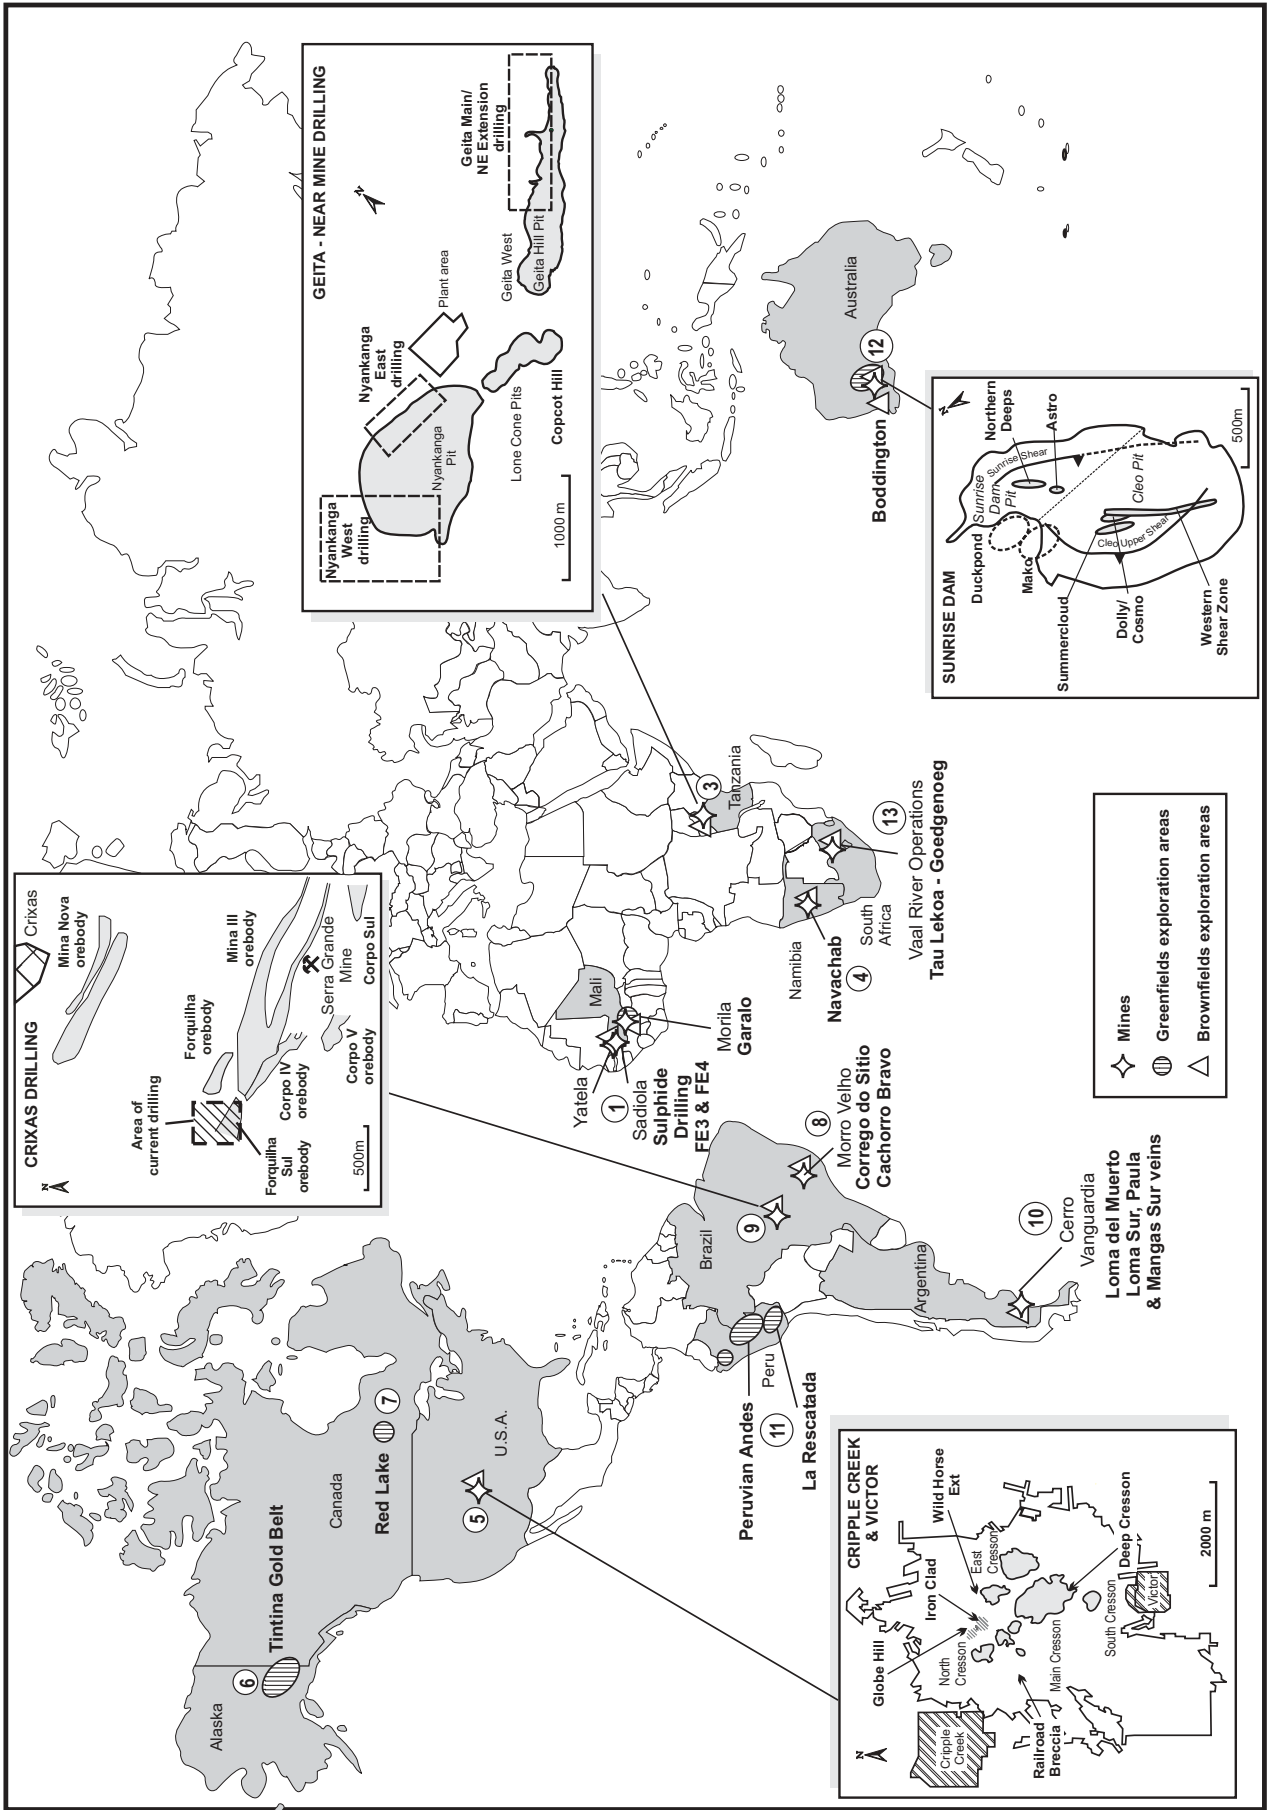 CRIXAS DRILLING
N
Area of
current drilling
Forquilha
Sul
orebody
500m
Forquilha
orebody
Corpo IV
orebody
Corpo V
orebody
Mina III
orebody
Serra Grande
Mine
Corpo Sul
Mina Nova
orebody
Crixas
GEITA - NEAR MINE DRILLING
N
Nyankanga
West
drilling
Nyankanga
East
drilling
Nyankanga
Pit
Plant area
Lone Cone Pits
Copcot Hill
Geita West
Geita Hill Pit
Geita Main/
NE Extension
drilling
1000 m
Alaska
6
Tintina Gold Belt
Canada
Red Lake
7
U.S.A.
5
Peruvian Andes
11
Peru
La Rescatada
Brazil
9
8
Morro Velho
Corrego do Sitio
Cachorro Bravo
Argentina
10
Cerro
Vanguardia
Loma del Muerto
Loma Sur, Paula
& Mangas Sur veins
Mali
Yatela
1
Sadiola
Sulphide
Drilling
FE3 & FE4
Morila
Garalo
Namibia
Navachab
4
South
Africa
13
Vaal River Operations
Tau Lekoa - Goedgenoeg
3
Tanzania
Australia
12
Boddington
CRIPPLE CREEK
& VICTOR
N
Cripple
Creek
Globe Hill
Iron Clad
Wild Horse
Ext
North
Cresson
East
Cresson
Railroad
Breccia
Main Cresson
South Cresson
Deep Cresson
Victor
2000 m
Mines
Greenfields exploration areas
Brownfields exploration areas
SUNRISE DAM
N
Duckpond
Sunrise
Dam
Pit
Sunrise Shear
Northern
Deeps
Astro
Mako
Cleo Pit
Cleo Upper Shear
Summercloud
Dolly/
Cosmo
Western
Shear Zone
500m